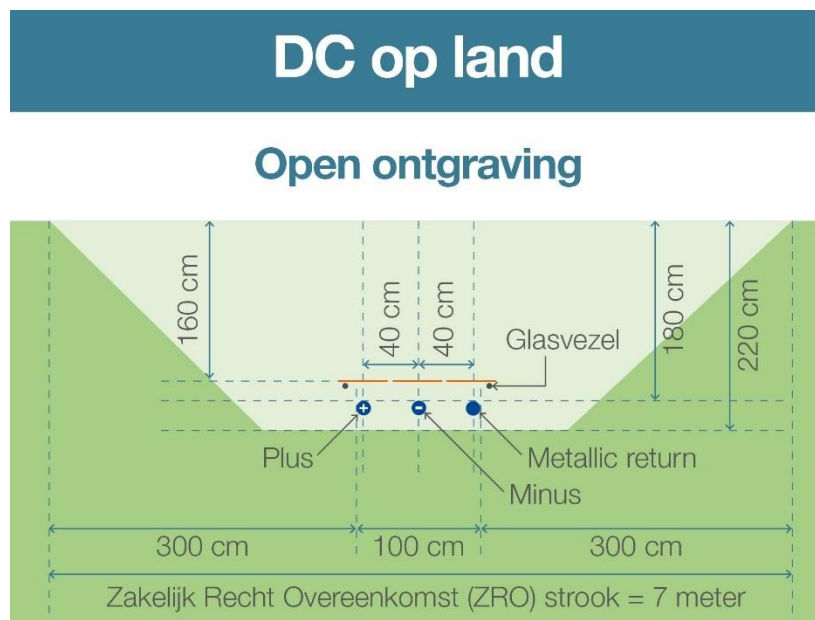 DC op land
Open ontgraving
160 cm
40 cm
40 cm
Glasvezel
180 cm
220 cm
+
-
Plus
Metallic return
Minus
300 cm
100 cm
300 cm
Zakelijk Recht Overeenkomst (ZRO) strook = 7 meter